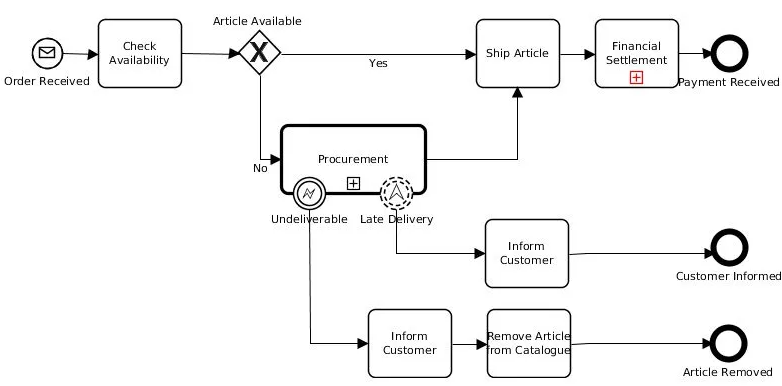 Article Available
Order Received
Check
Availability
Yes
Ship Article
Financial
Settlement
Payment Received
No
Procurement
Undeliverable
Late Delivery
Inform
Customer
Customer Informed
Inform
Customer
Remove Article
from Catalogue
Article Removed